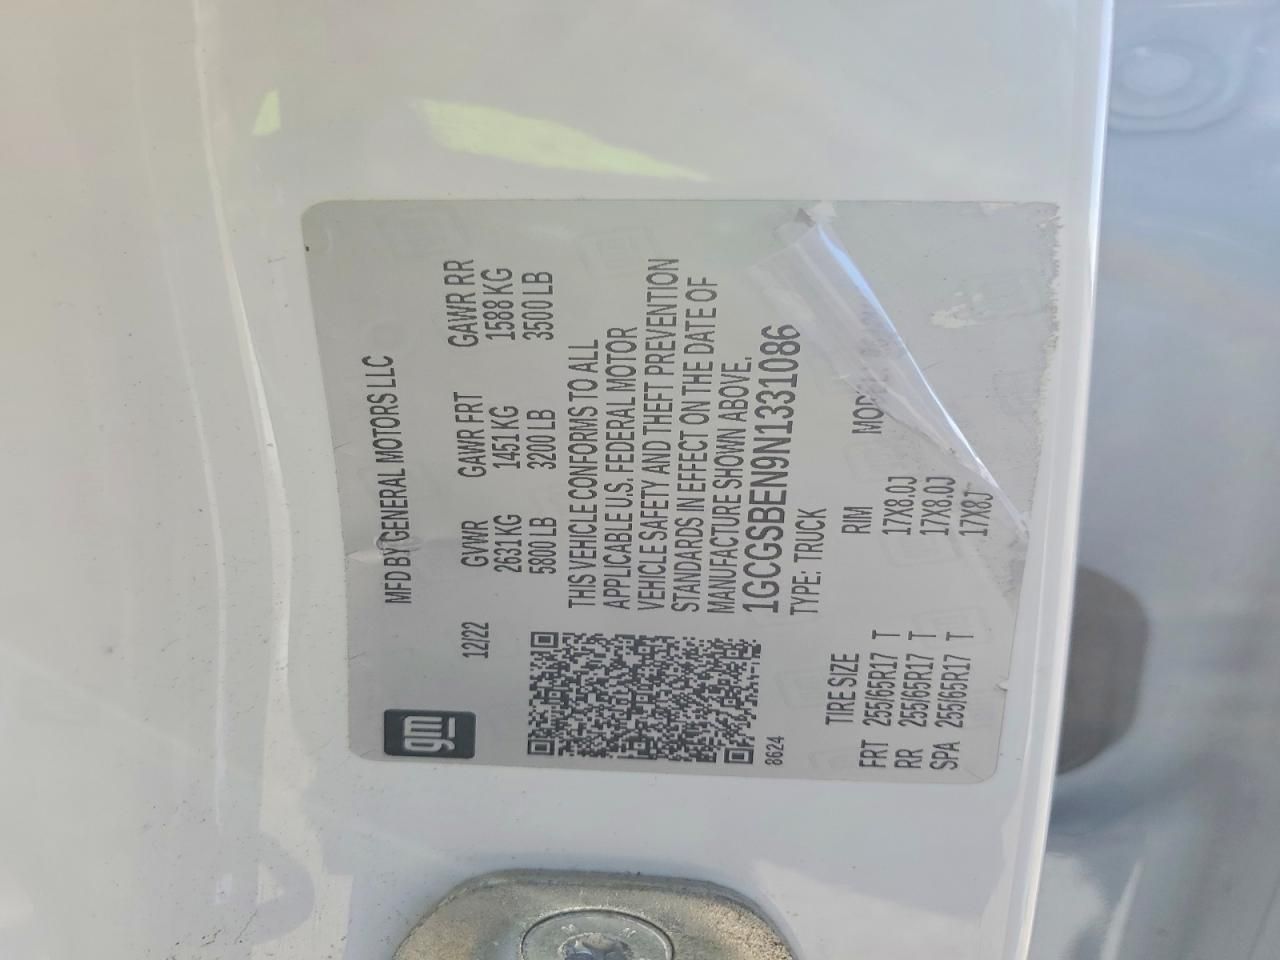 gm
MFD BY GENERAL MOTORS LLC
12/22
GVWR GAWR FRT GAWR RR
2631 KG 1451 KG 1588 KG
5800 LB 3200 LB 3500 LB
THIS VEHICLE CONFORMS TO ALL
APPLICABLE U.S. FEDERAL MOTOR
VEHICLE SAFETY AND THEFT PREVENTION
STANDARDS IN EFFECT ON THE DATE OF
MANUFACTURE SHOWN ABOVE.
1GCGSBEN9N1331086
8624
TYPE: TRUCK
TIRE SIZE RIM
FRT 255/65R17 T 17X8.0J
RR 255/65R17 T 17X8.0J
SPA 255/65R17 T 17X8J